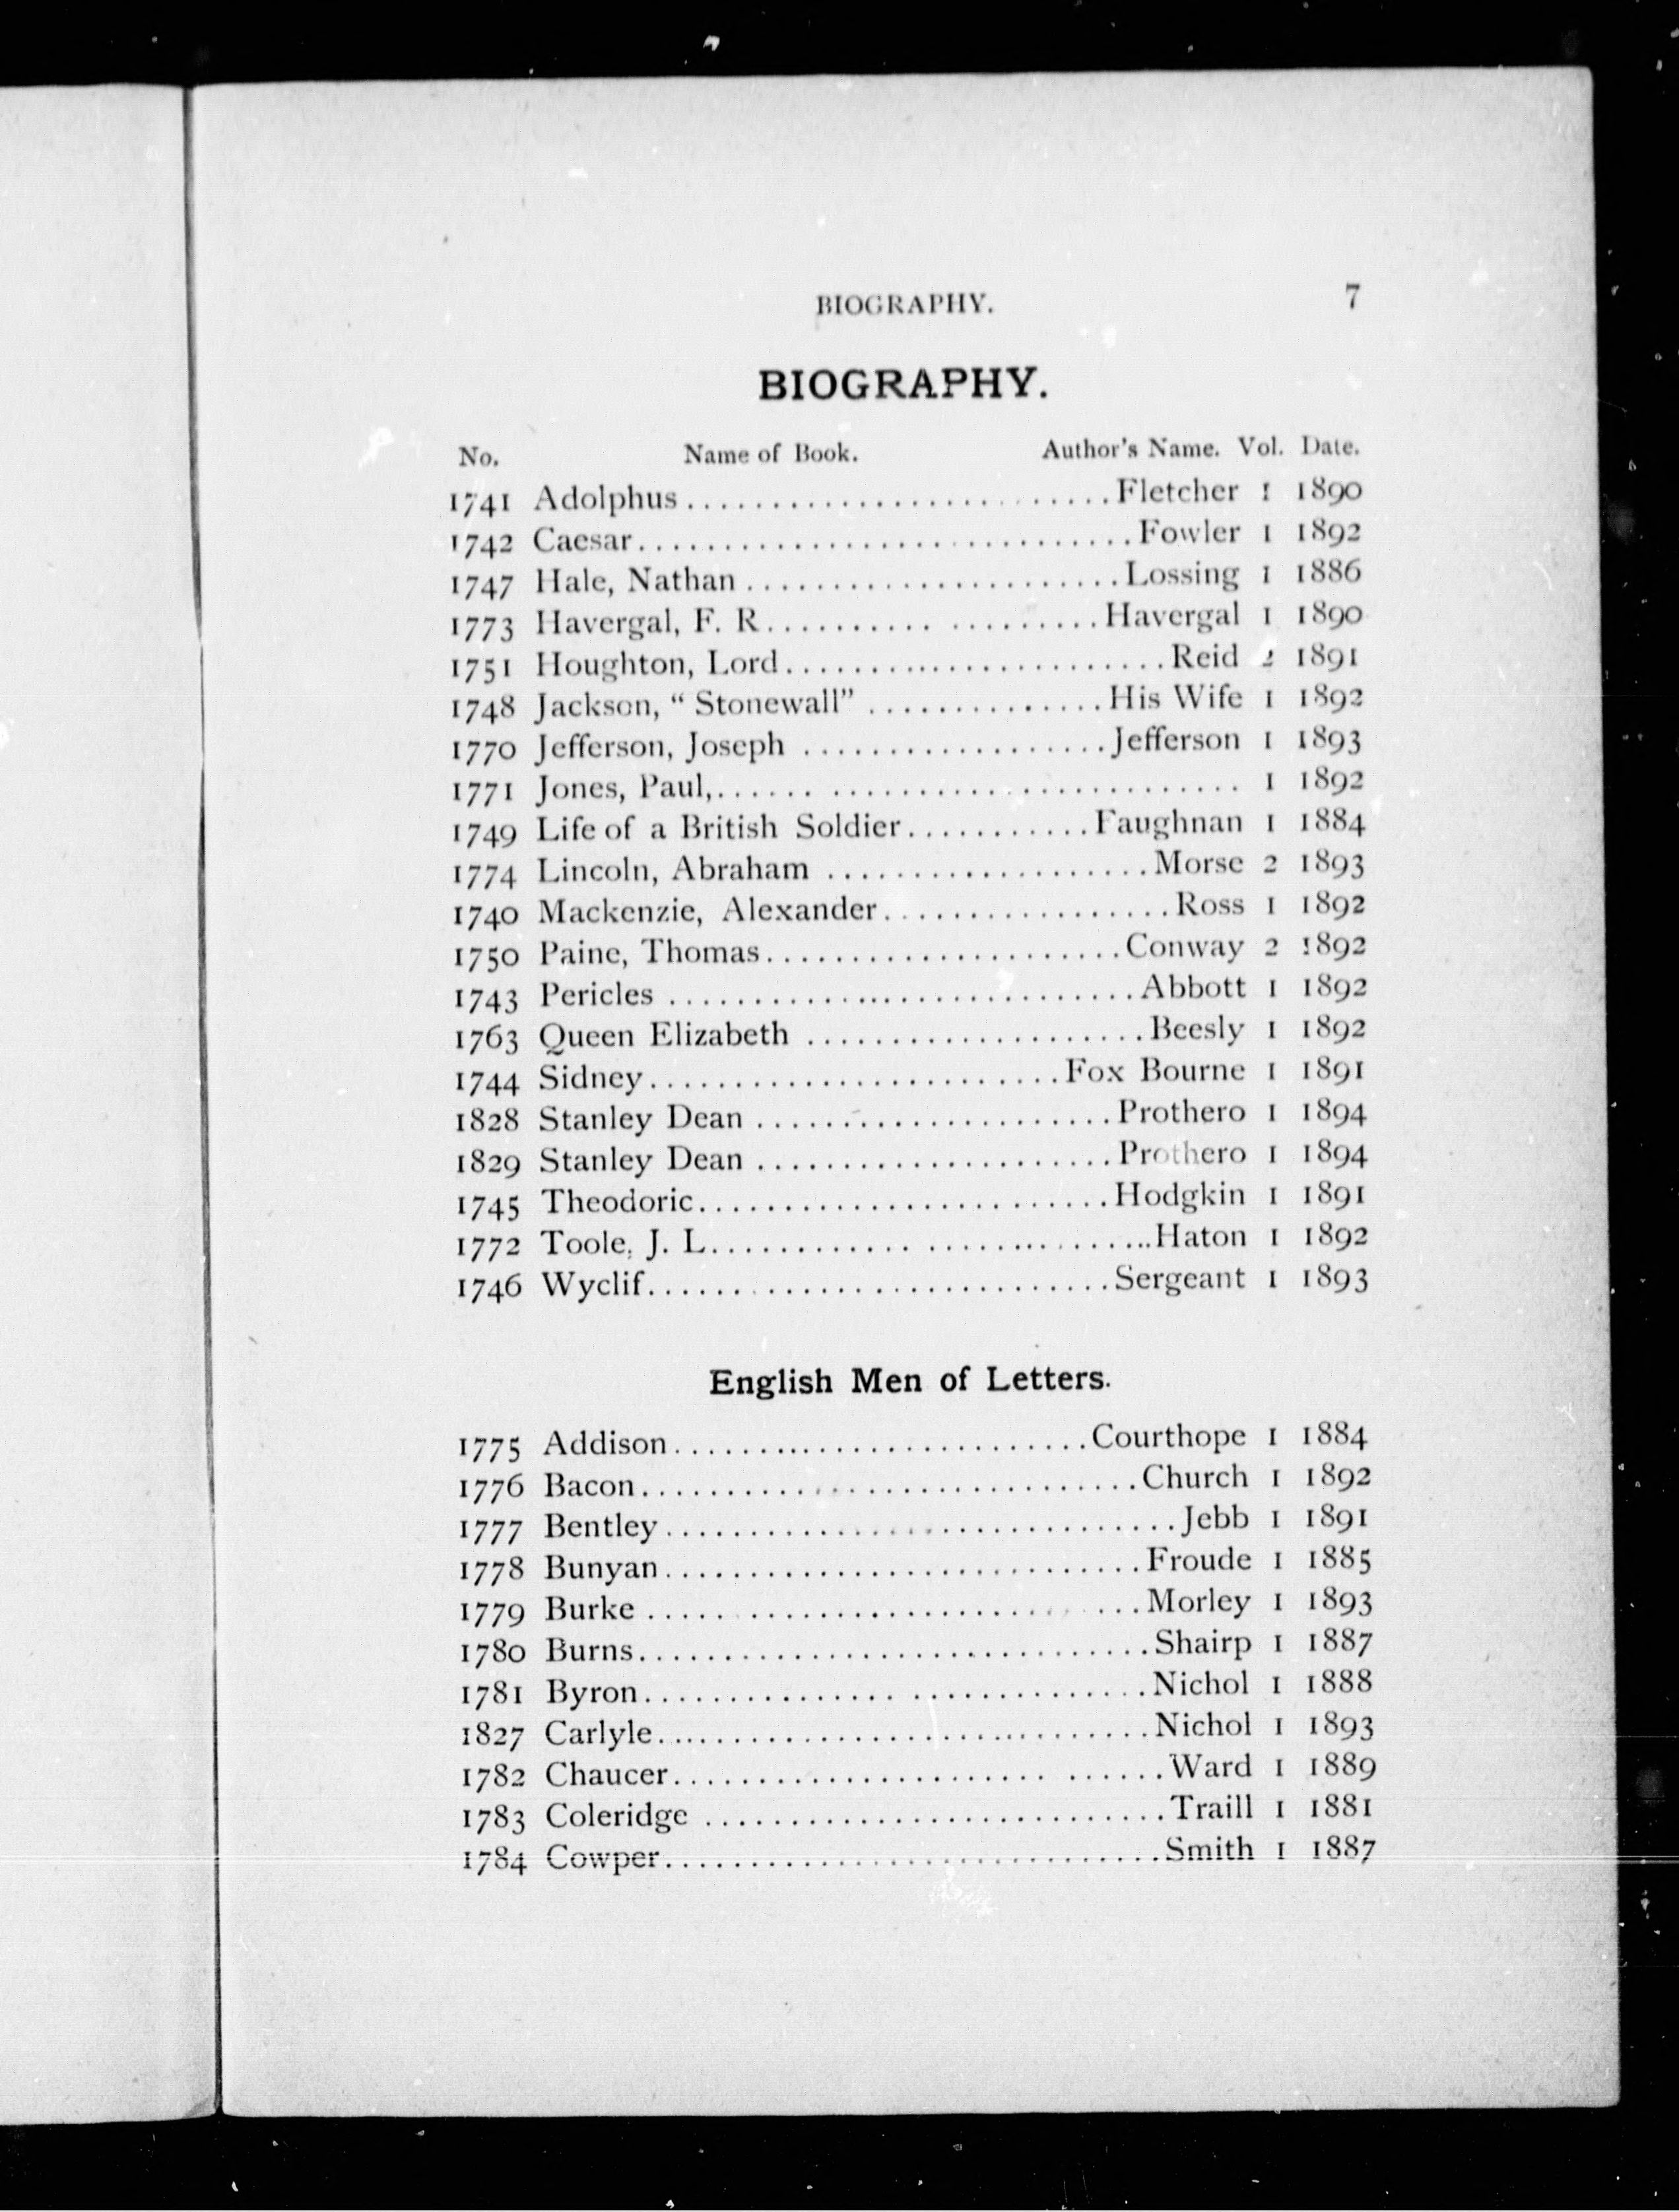 BIOGRAPHY. 7
BIOGRAPHY.
No. Name of Book. Author's Name. Vol. Date.
1741 Adolphus.........................Fletcher 1 1890
1742 Caesar.............................Fowler 1 1892
1747 Hale, Nathan ......................Lossing 1 1886
1773 Havergal, F. R...................Havergal 1 1890
1751 Houghton, Lord.......................Reid 2 1891
1748 Jackson, “ Stonewall” ..............His Wife 1 1892
1770 Jefferson, Joseph ..................Jefferson 1 1893
1771 Jones, Paul,.............................. 1 1892
1749 Life of a British Soldier...........Faughnan 1 1884
1774 Lincoln, Abraham ...................Morse 2 1893
1740 Mackenzie, Alexander.................Ross 1 1892
1750 Paine, Thomas.....................Conway 2 1892
1743 Pericles ............................Abbott 1 1892
1763 Queen Elizabeth ....................Beesly 1 1892
1744 Sidney........................Fox Bourne 1 1891
1828 Stanley Dean .....................Prothero 1 1894
1829 Stanley Dean .....................Prothero 1 1894
1745 Theodoric........................Hodgkin 1 1891
1772 Toole, J. L..........................Haton 1 1892
1746 Wyclif...........................Sergeant 1 1893
English Men of Letters.
1775 Addison.........................Courthope 1 1884
1776 Bacon.............................Church 1 1892
1777 Bentley..............................Jebb 1 1891
1778 Bunyan............................Froude 1 1885
1779 Burke .............................Morley 1 1893
1780 Burns..............................Shairp 1 1887
1781 Byron.............................Nichol 1 1888
1827 Carlyle.............................Nichol 1 1893
1782 Chaucer............................Ward 1 1889
1783 Coleridge ...........................Traill 1 1881
1784 Cowper.............................Smith 1 1887